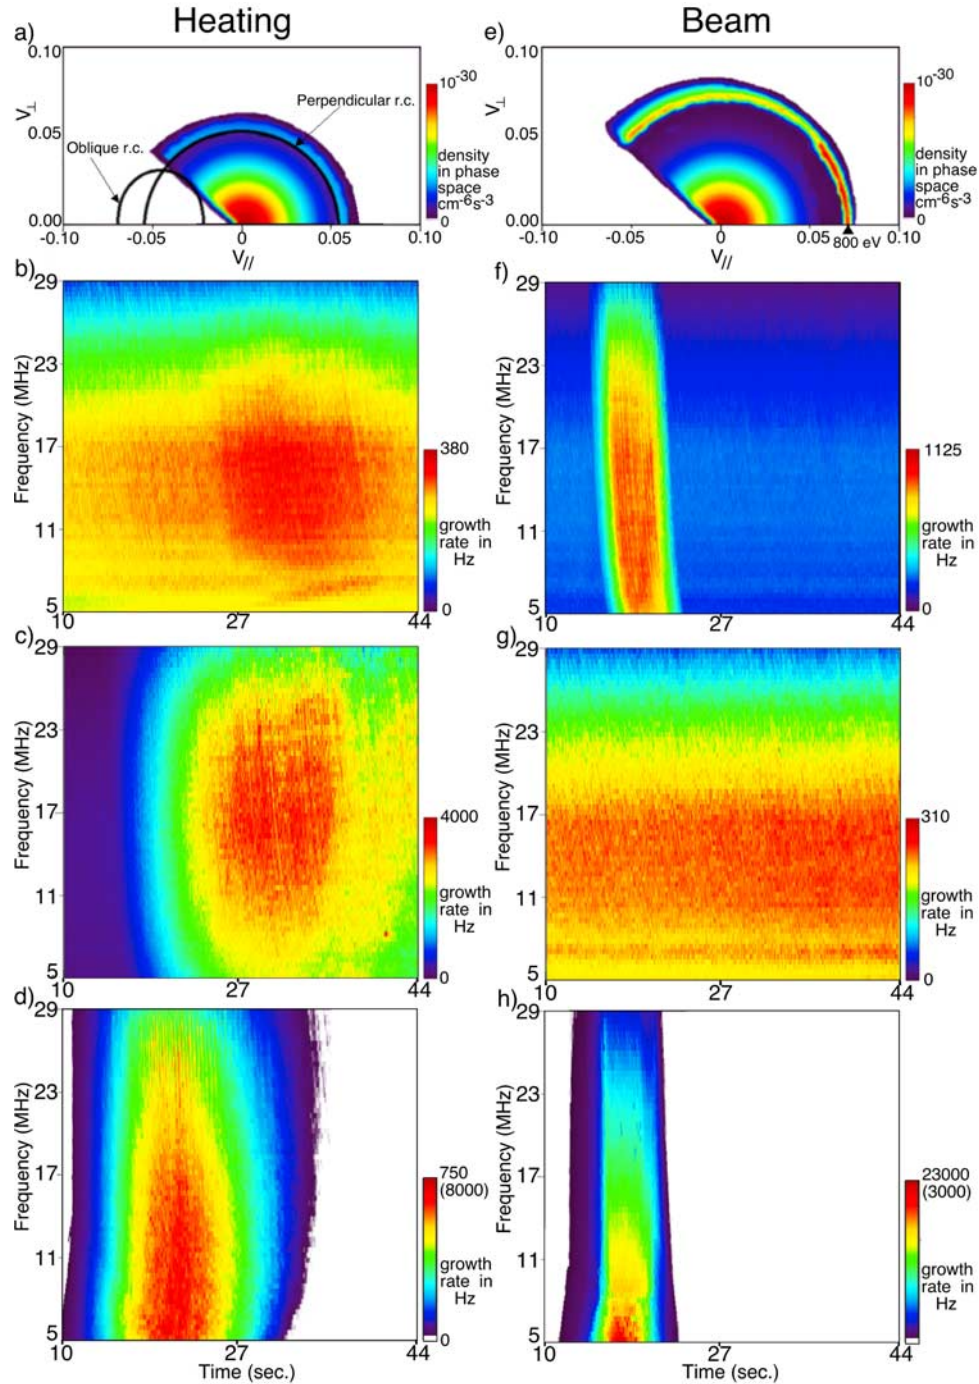 Heating
a)
0.10
V⊥
0.05
0.00
-0.10
-0.05
0
0.05
0.10
V//
Oblique r.c.
Perpendicular r.c.
10-30
density
in phase
space
cm-6s-3
0
Beam
e)
0.10
V⊥
0.05
0.00
-0.10
-0.05
0
800 eV
0.10
V//
10-30
density
in phase
space
cm-6s-3
0
b)
29
23
17
11
5
Frequency (MHz)
10
27
44
380
growth
rate in
Hz
0
f)
29
23
17
11
5
Frequency (MHz)
10
27
44
1125
growth
rate in
Hz
0
c)
29
23
17
11
5
Frequency (MHz)
10
27
44
4000
growth
rate in
Hz
0
g)
29
23
17
11
5
Frequency (MHz)
10
27
44
310
growth
rate in
Hz
0
d)
29
23
17
11
5
Frequency (MHz)
10
27
44
Time (sec.)
750
(8000)
growth
rate in
Hz
0
h)
29
23
17
11
5
Frequency (MHz)
10
27
44
Time (sec.)
23000
(3000)
growth
rate in
Hz
0